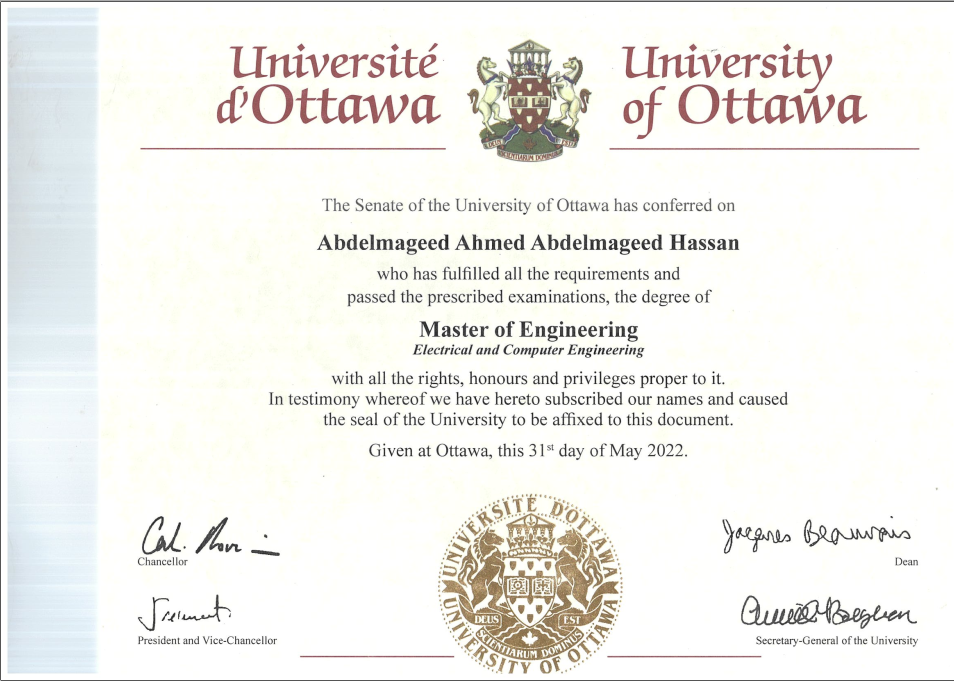 Université
d'Ottawa
University
of Ottawa
DEUS EST
SCIENTIARUM DOMINUS
The Senate of the University of Ottawa has conferred on
Abdelmageed Ahmed Abdelmageed Hassan
who has fulfilled all the requirements and
passed the prescribed examinations, the degree of
Master of Engineering
Electrical and Computer Engineering
with all the rights, honours and privileges proper to it.
In testimony whereof we have hereto subscribed our names and caused
the seal of the University to be affixed to this document.
Given at Ottawa, this 31st day of May 2022.
Chancellor
Jacques Beauvais
Dean
President and Vice-Chancellor
UNIVERSITÉ D'OTTAWA
DEUS EST
SCIENTIARUM DOMINUS
UNIVERSITY OF OTTAWA
Secretary-General of the University